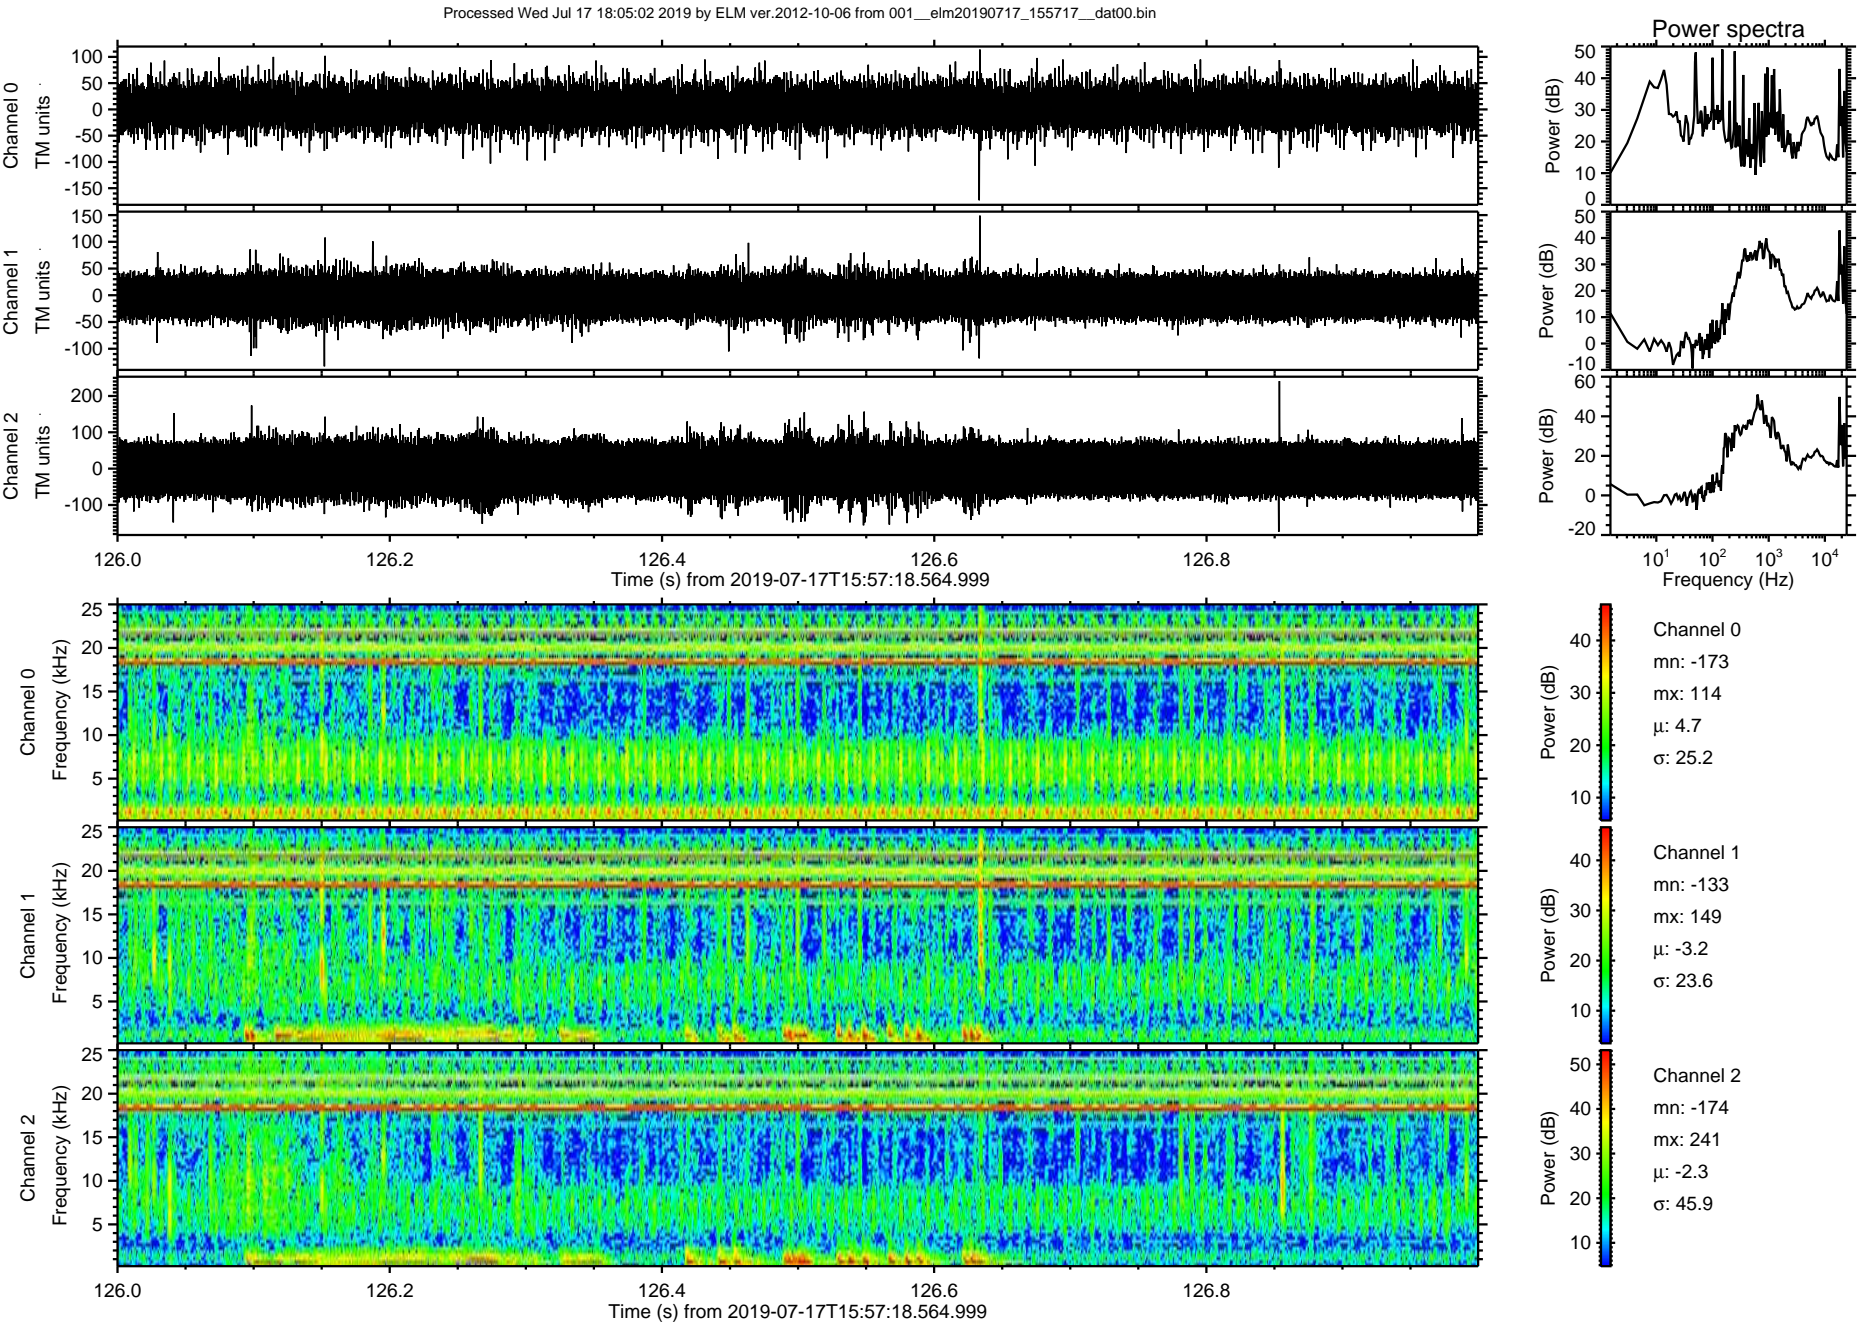 Processed Wed Jul 17 18:05:02 2019 by ELM ver.2012-10-06 from 001__elm20190717_155717__dat00.bin
Power spectra
Channel 0
TM units
100
50
0
-50
-100
-150
Power (dB)
50
40
30
20
10
0
Channel 1
TM units
150
100
50
0
-50
-100
Power (dB)
50
40
30
20
10
0
-10
Channel 2
TM units
200
100
0
-100
Power (dB)
60
40
20
0
-20
126.0 126.2 126.4 126.6 126.8
Time (s) from 2019-07-17T15:57:18.564.999
10¹ 10² 10³ 10⁴
Frequency (Hz)
Channel 0
Frequency (kHz)
25
20
15
10
5
Power (dB)
40
30
20
10
Channel 0
mn: -173
mx: 114
μ: 4.7
σ: 25.2
Channel 1
Frequency (kHz)
25
20
15
10
5
Power (dB)
40
30
20
10
Channel 1
mn: -133
mx: 149
μ: -3.2
σ: 23.6
Channel 2
Frequency (kHz)
25
20
15
10
5
Power (dB)
50
40
30
20
10
Channel 2
mn: -174
mx: 241
μ: -2.3
σ: 45.9
126.0 126.2 126.4 126.6 126.8
Time (s) from 2019-07-17T15:57:18.564.999